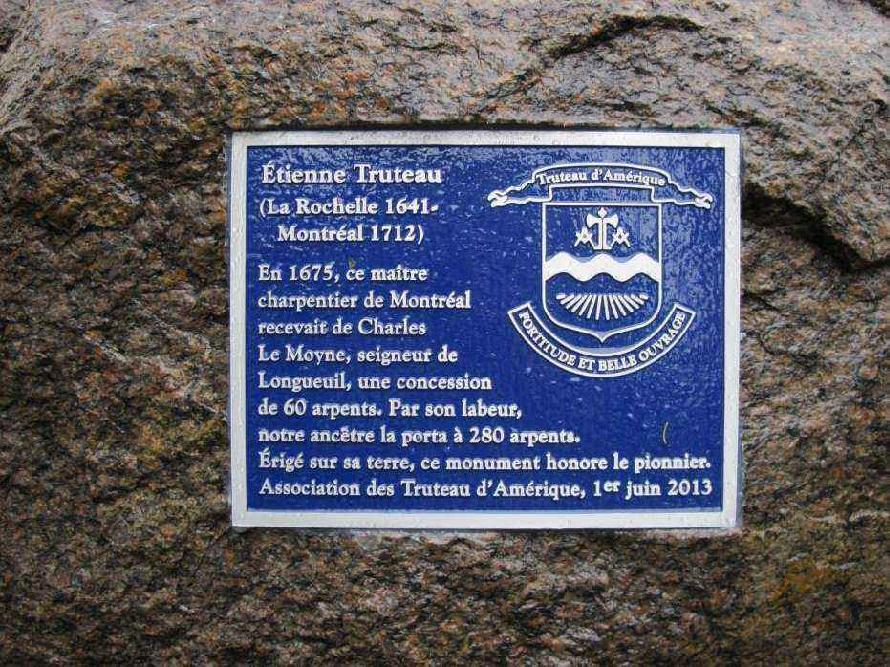 Étienne Truteau
(La Rochelle 1641-
Montréal 1712)
En 1675, ce maître
charpentier de Montréal
recevait de Charles
Le Moyne, seigneur de
Longueuil, une concession
de 60 arpents. Par son labeur,
notre ancêtre la porta à 280 arpents.
Érigé sur sa terre, ce monument honore le pionnier.
Association des Truteau d'Amérique, 1er juin 2013
Truteau d'Amérique
FORTITUDE ET BELLE OUVRAGE